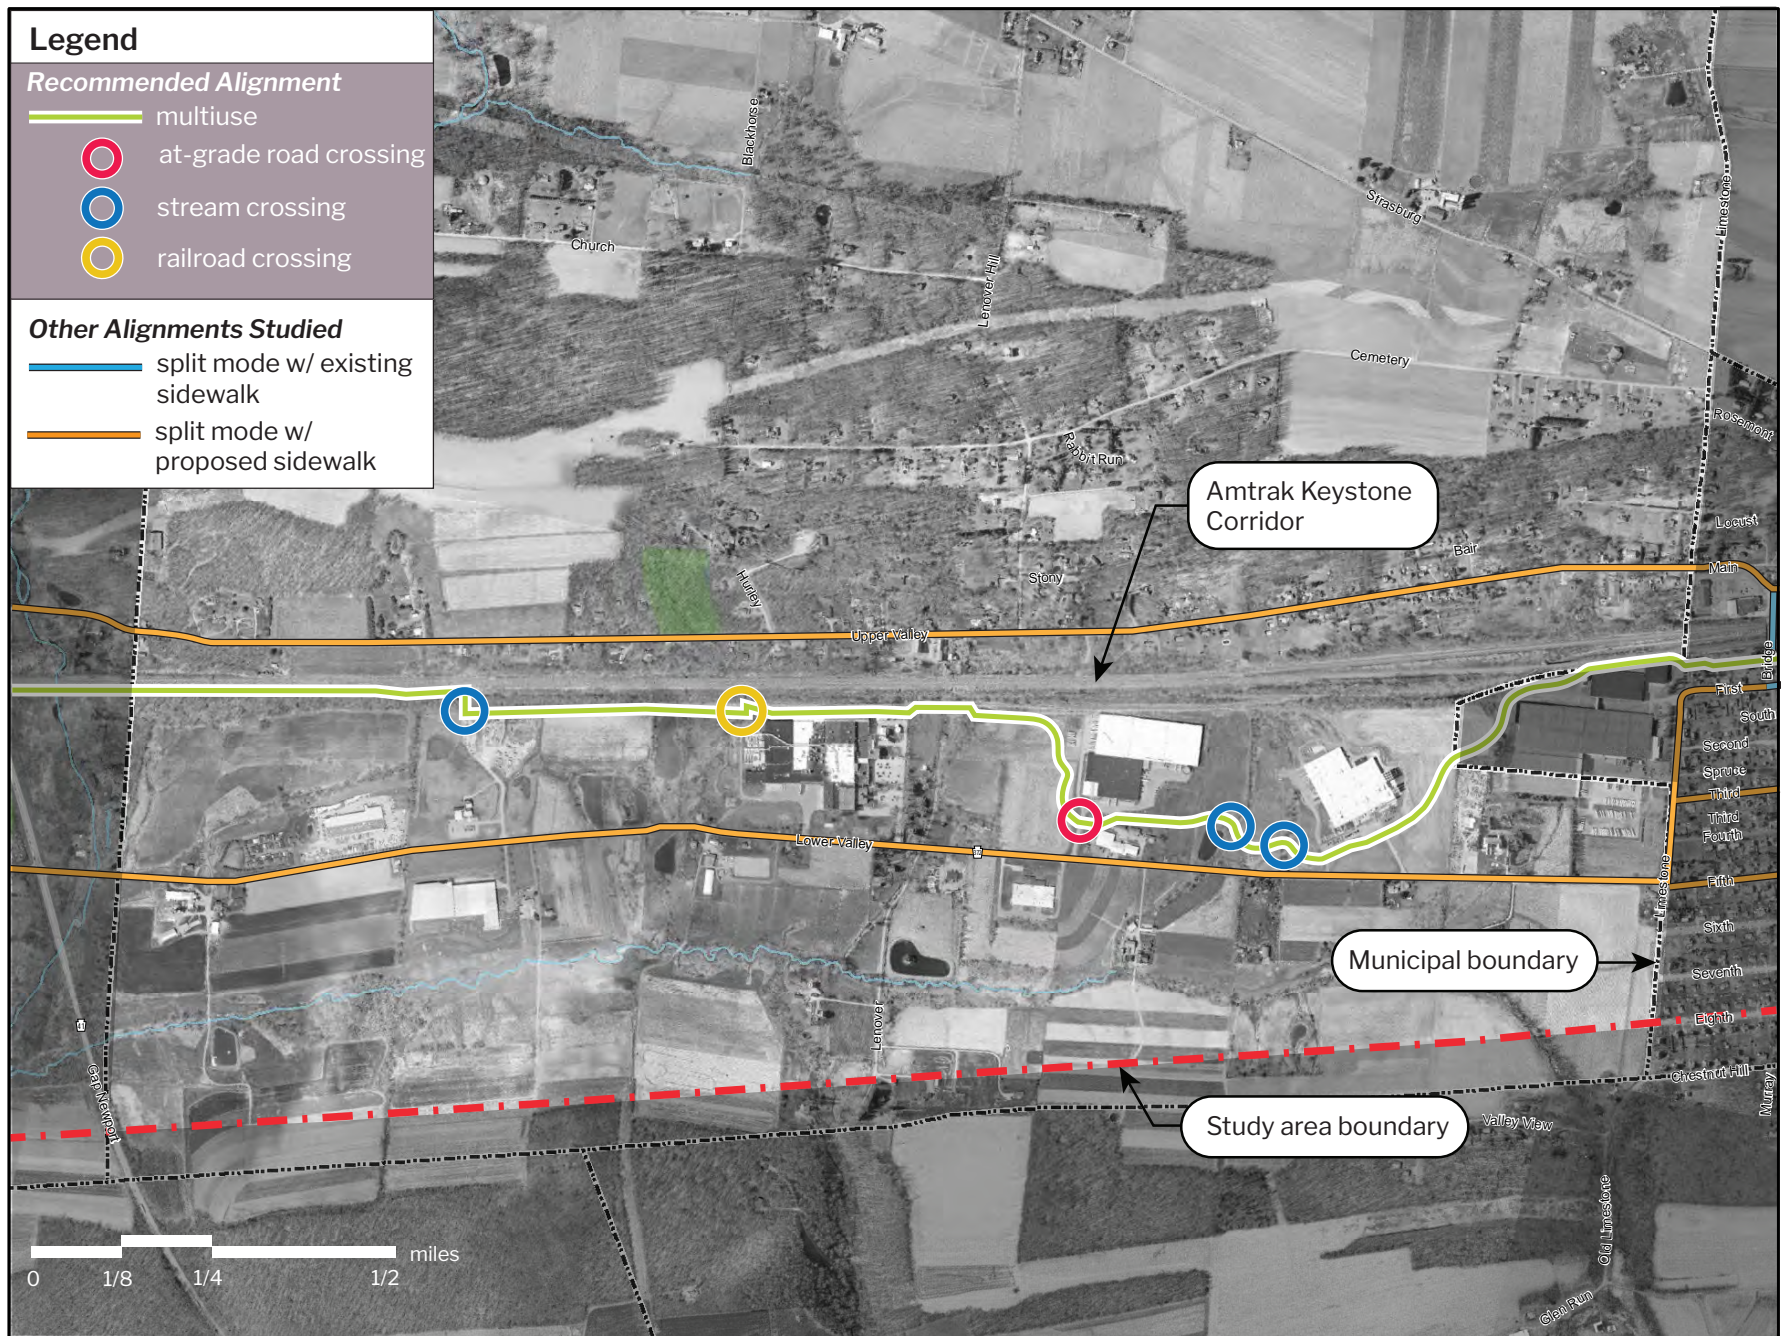 Legend
Recommended Alignment
multiuse
at-grade road crossing
stream crossing
railroad crossing
Other Alignments Studied
split mode w/ existing
sidewalk
split mode w/
proposed sidewalk
Blackhorse
Church
Lenover Hill
Strasburg
Limestone
Cemetery
Rosemont
Rabbit Run
Amtrak Keystone
Corridor
Locust
Bair
Main
Stony
Hurley
Upper Valley
Bridge
First
South
Second
Spruce
Third
Third
Fourth
Lower Valley
Limestone
Fifth
Sixth
Municipal boundary
Seventh
Lenover
Eighth
41
Gap Newport
Chestnut Hill
Murray
Study area boundary
Valley View
Old Limestone
Glen Run
miles
0 1/8 1/4 1/2